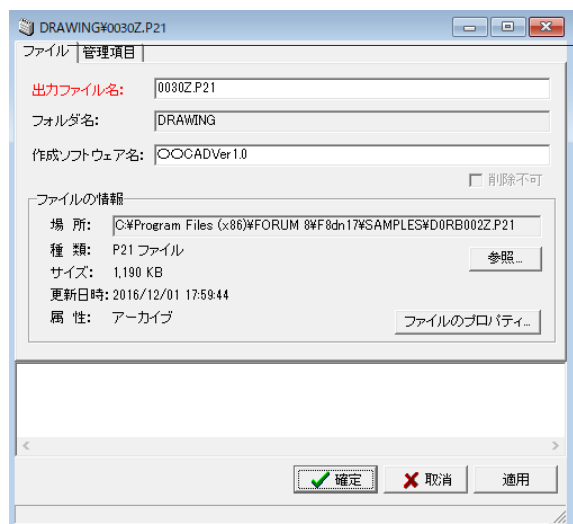 DRAWING¥0030Z.P21
ファイル 管理項目
出力ファイル名: 0030Z.P21
フォルダ名: DRAWING
作成ソフトウェア名: 〇〇CADVer1.0
削除不可
ファイルの情報
場 所: C:¥Program Files (x86)¥FORUM 8¥F8dn17¥SAMPLES¥D0RB002Z.P21
種 類: P21 ファイル
参照...
サイズ: 1,190 KB
更新日時: 2016/12/01 17:59:44
属 性: アーカイブ
ファイルのプロパティ...
確定 取消 適用